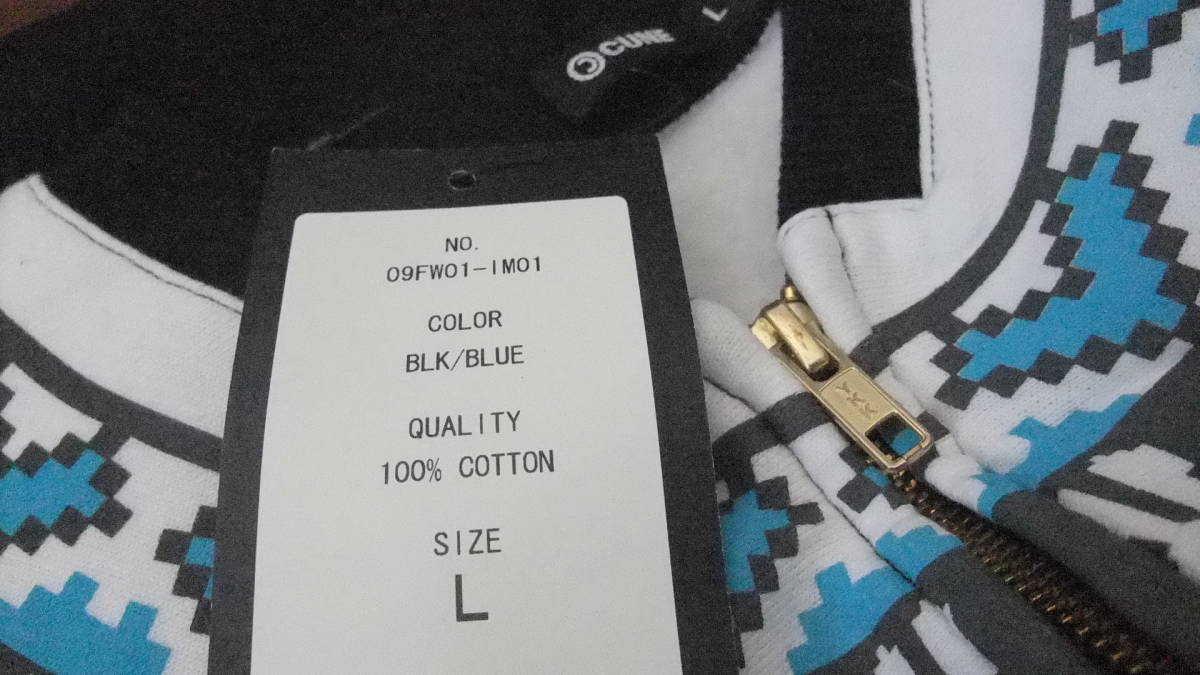 CUNE L
NO.
09FW01-IM01
COLOR
BLK/BLUE
QUALITY
100% COTTON
SIZE
L
YKK